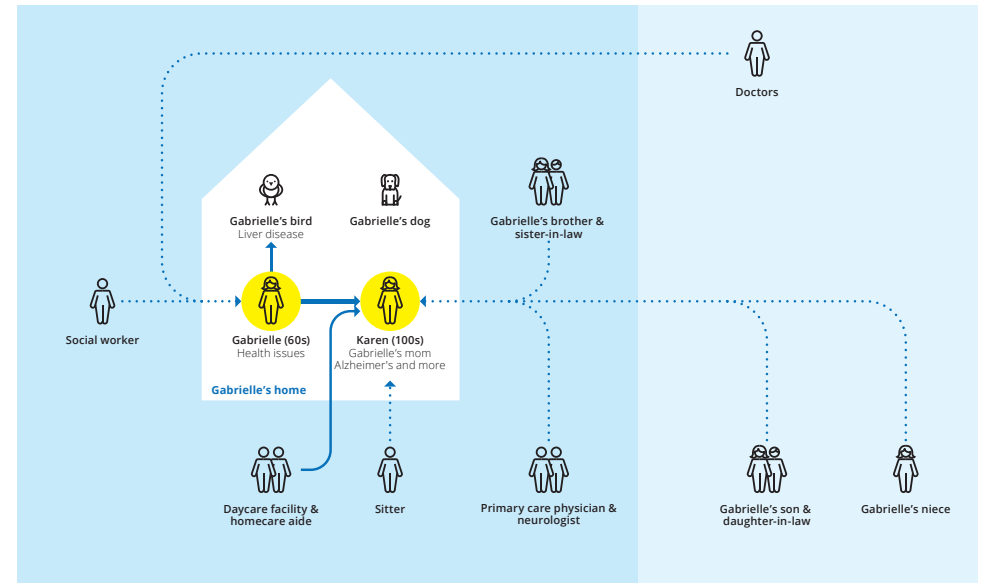 Doctors
Gabrielle’s bird
Liver disease
Gabrielle’s dog
Gabrielle’s brother &
sister-in-law
Social worker
Gabrielle (60s)
Health issues
Karen (100s)
Gabrielle’s mom
Alzheimer’s and more
Gabrielle’s home
Daycare facility &
homecare aide
Sitter
Primary care physician &
neurologist
Gabrielle’s son &
daughter-in-law
Gabrielle’s niece